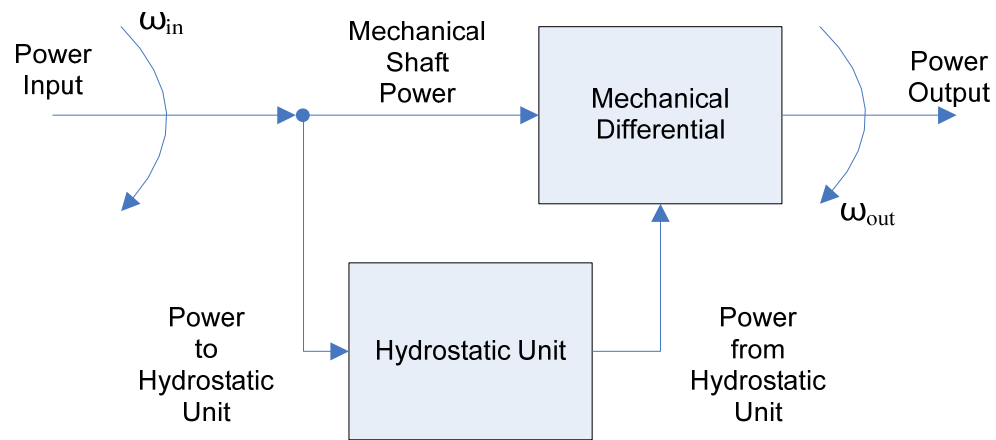 ωin
Power
Input
Mechanical
Shaft
Power
Mechanical
Differential
Power
Output
ωout
Power
to
Hydrostatic
Unit
Hydrostatic Unit
Power
from
Hydrostatic
Unit